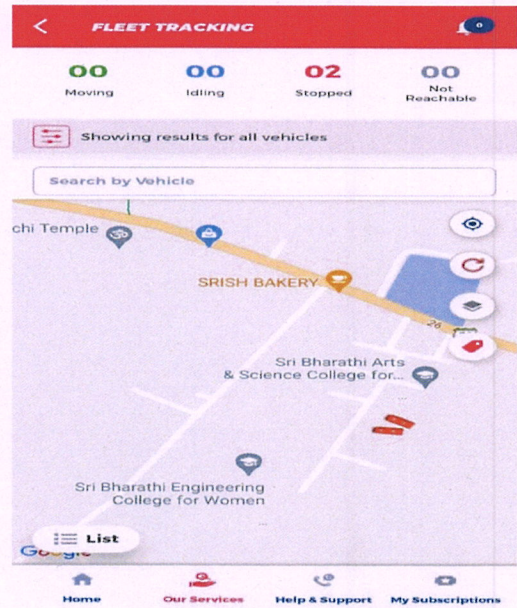 FLEET TRACKING
0
00
Moving
00
Idling
02
Stopped
00
Not
Reachable
Showing results for all vehicles
Search by Vehicle
chi Temple
SRISH BAKERY
26
Sri Bharathi Arts
& Science College for...
Sri Bharathi Engineering
College for Women
List
Google
Home
Our Services
Help & Support
My Subscriptions